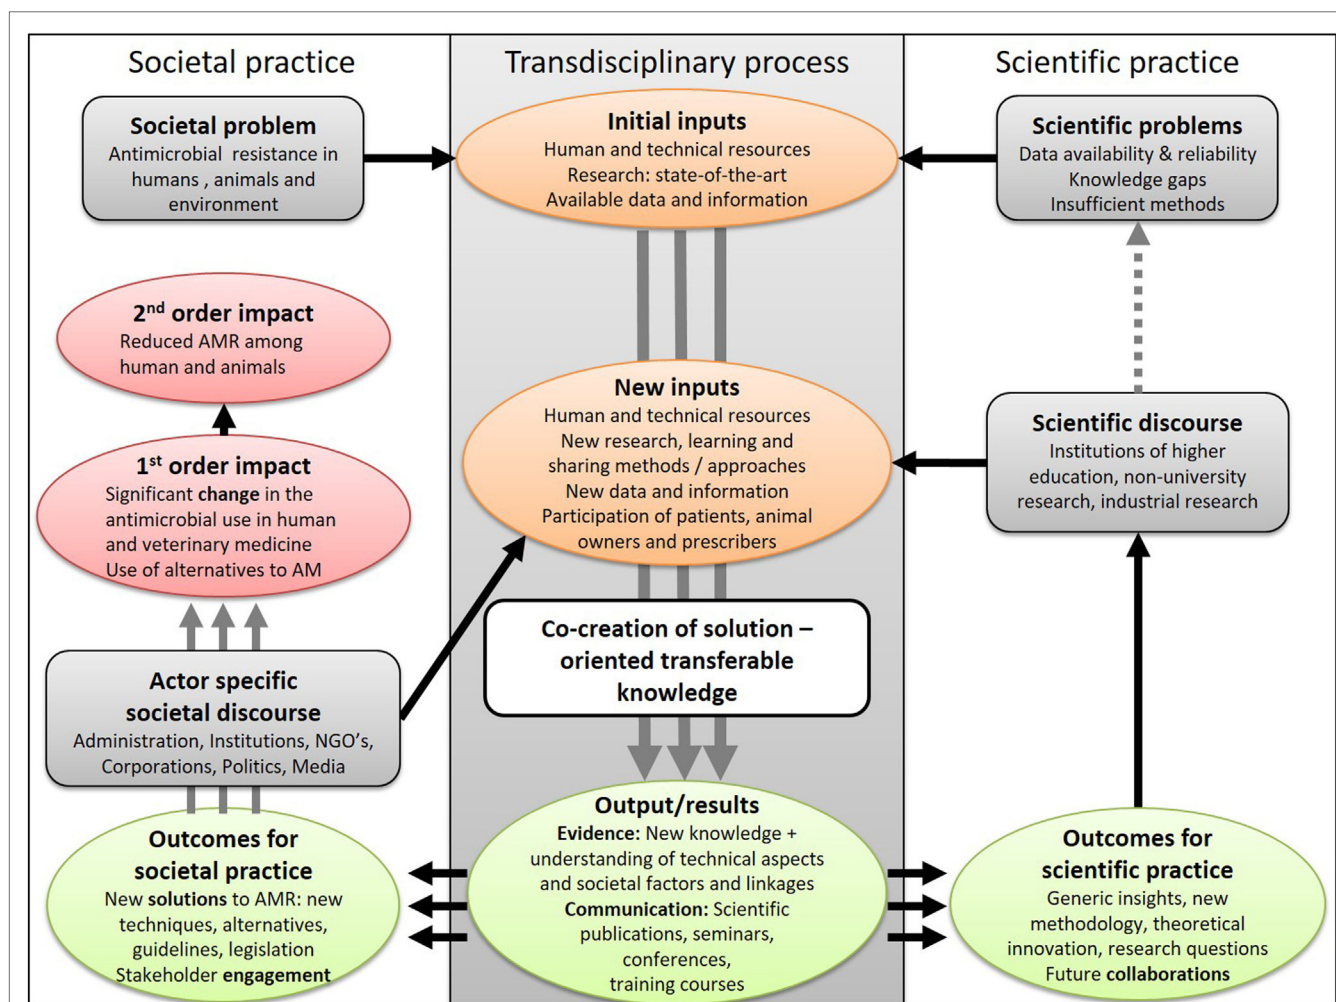 Societal practice
Transdisciplinary process
Scientific practice
Societal problem
Antimicrobial resistance in
humans , animals and
environment
Initial inputs
Human and technical resources
Research: state-of-the-art
Available data and information
Scientific problems
Data availability & reliability
Knowledge gaps
Insufficient methods
2nd order impact
Reduced AMR among
human and animals
New inputs
Human and technical resources
New research, learning and
sharing methods / approaches
New data and information
Participation of patients, animal
owners and prescribers
Scientific discourse
Institutions of higher
education, non-university
research, industrial research
1st order impact
Significant change in the
antimicrobial use in human
and veterinary medicine
Use of alternatives to AM
Co-creation of solution –
oriented transferable
knowledge
Actor specific
societal discourse
Administration, Institutions, NGO's,
Corporations, Politics, Media
Outcomes for
societal practice
New solutions to AMR: new
techniques, alternatives,
guidelines, legislation
Stakeholder engagement
Output/results
Evidence: New knowledge +
understanding of technical aspects
and societal factors and linkages
Communication: Scientific
publications, seminars,
conferences,
training courses
Outcomes for
scientific practice
Generic insights, new
methodology, theoretical
innovation, research questions
Future collaborations